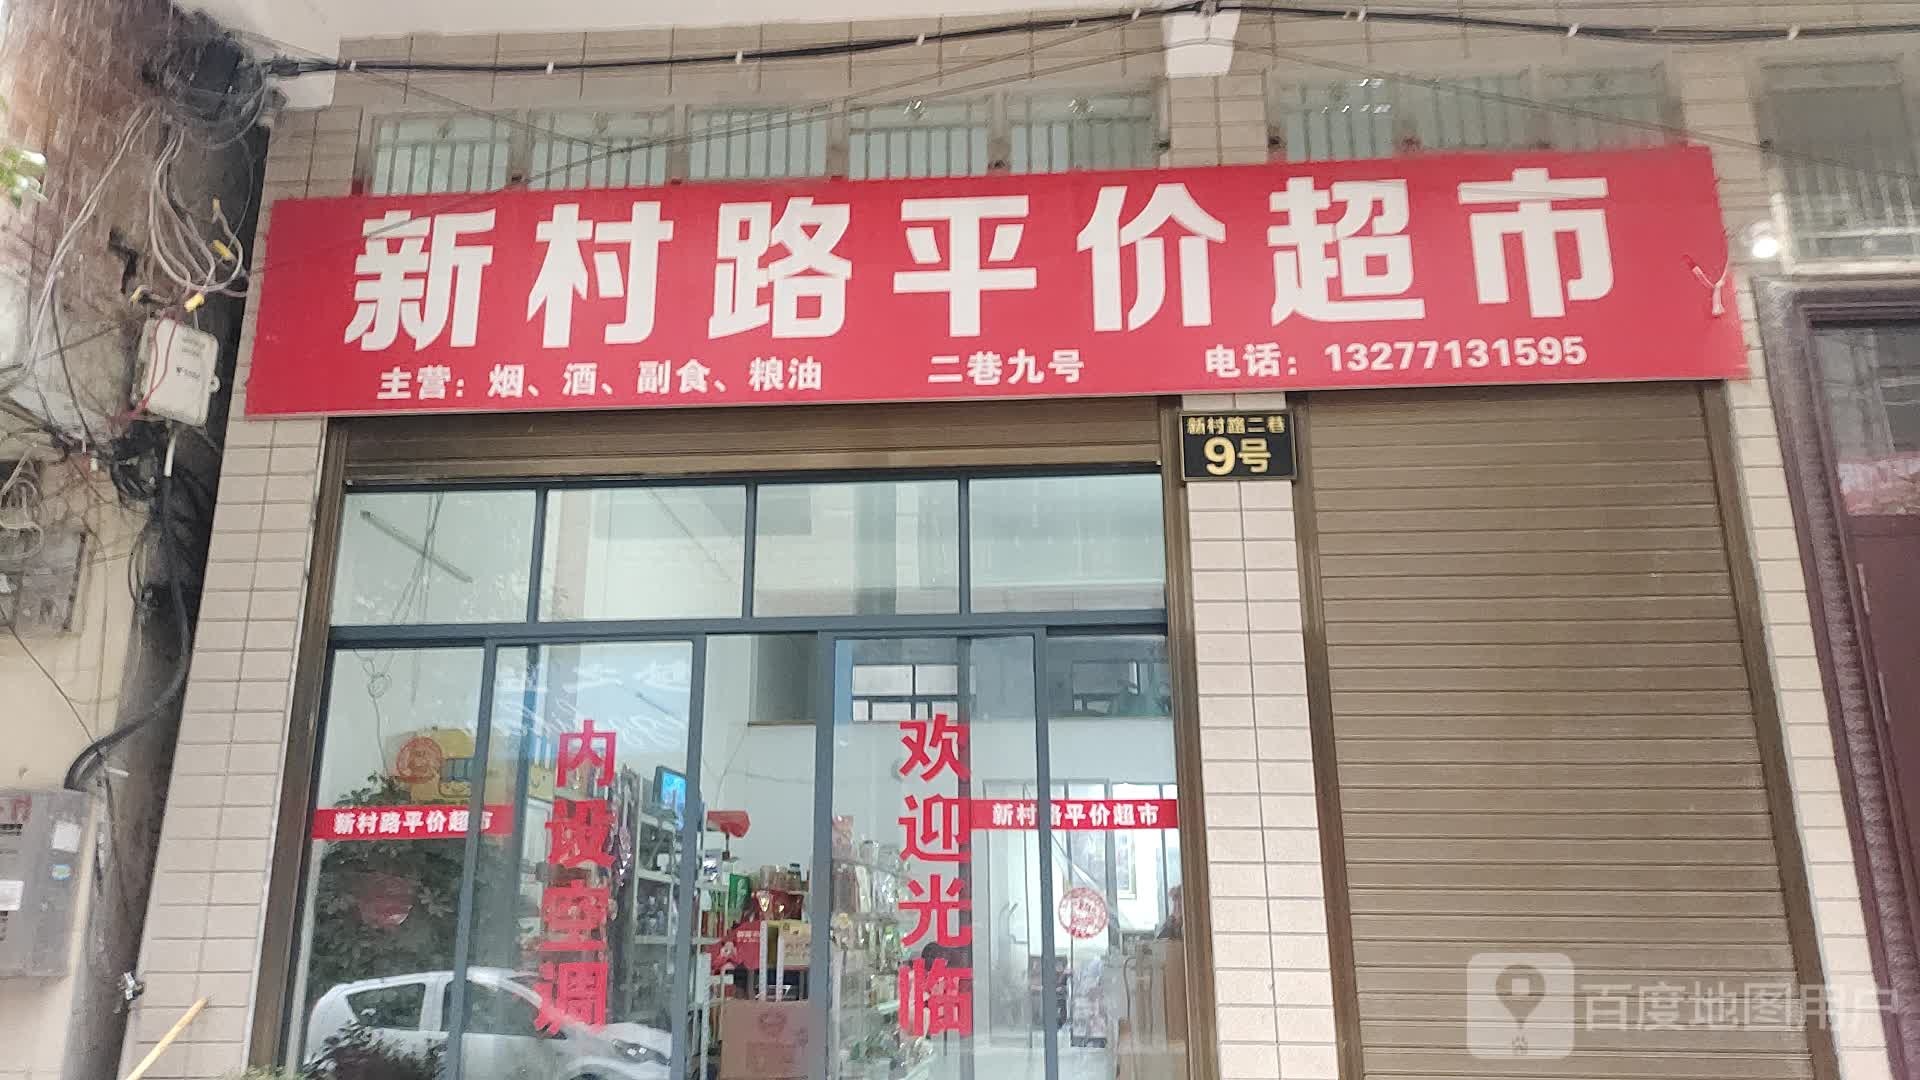 新村路平价超市
主营：烟、酒、副食、粮油 二巷九号 电话：13277131595
新村路二巷
9号
内设空调
欢迎光临
新村路平价超市
新村路平价超市
百度地图用户